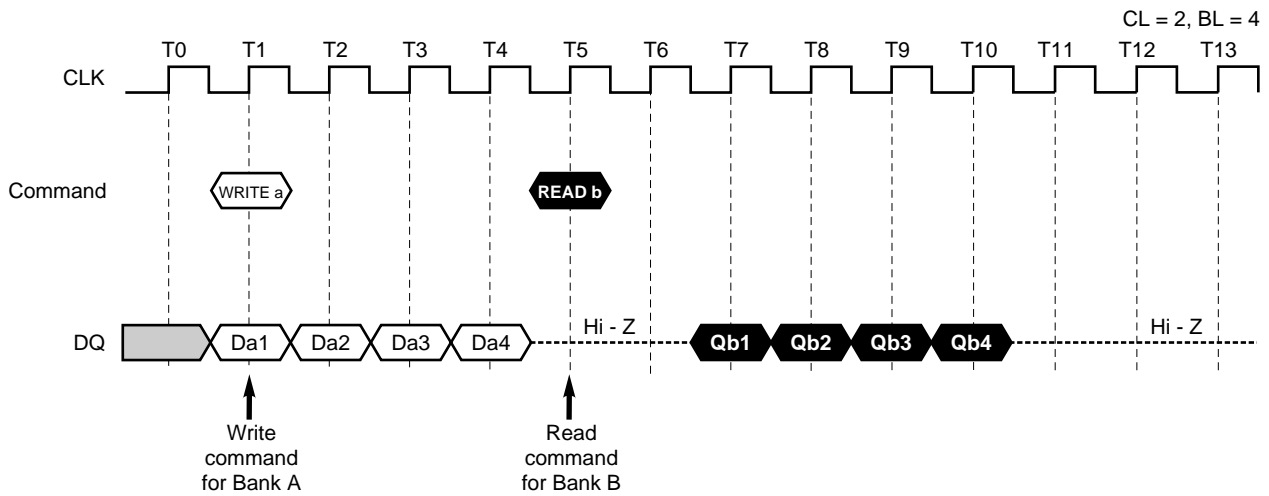 CL = 2, BL = 4
T0 T1 T2 T3 T4 T5 T6 T7 T8 T9 T10 T11 T12 T13
CLK
Command WRITE a READ b
DQ Da1 Da2 Da3 Da4 Hi - Z Qb1 Qb2 Qb3 Qb4 Hi - Z
Write
command
for Bank A
Read
command
for Bank B